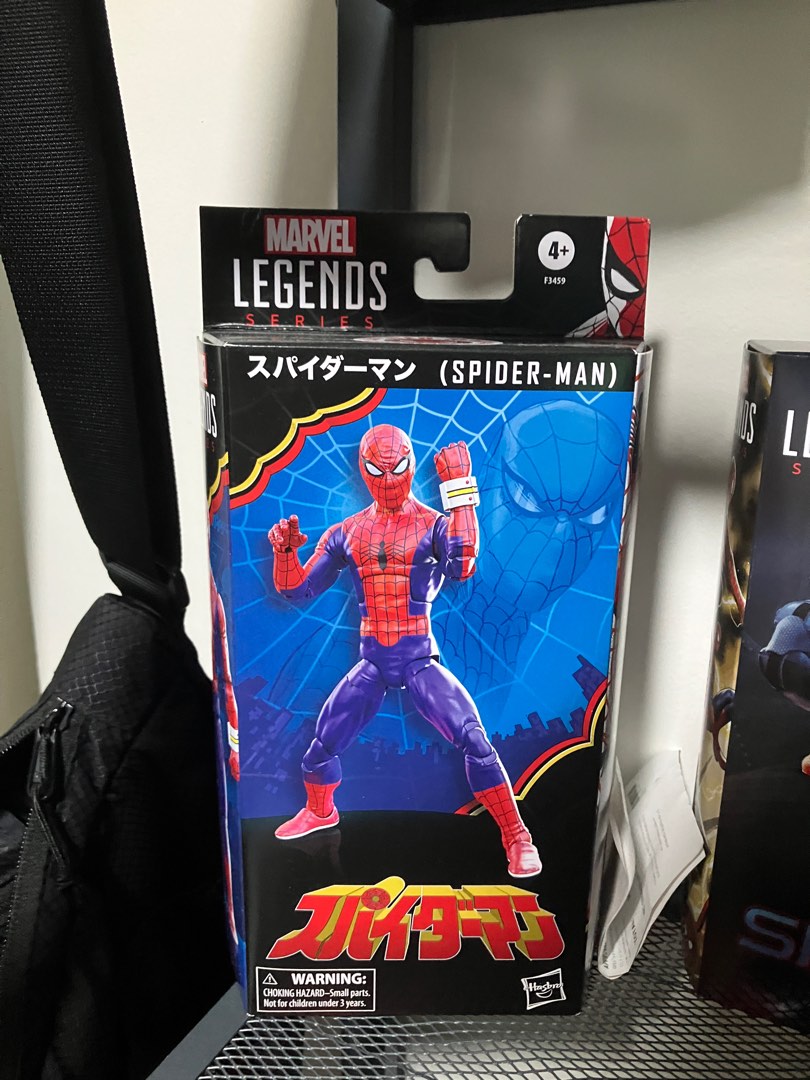 MARVEL
LEGENDS
SERIES
4+
F3459
スパイダーマン (SPIDER-MAN)
スパイダーマン
WARNING:
CHOKING HAZARD–Small parts.
Not for children under 3 years.
Hasbro